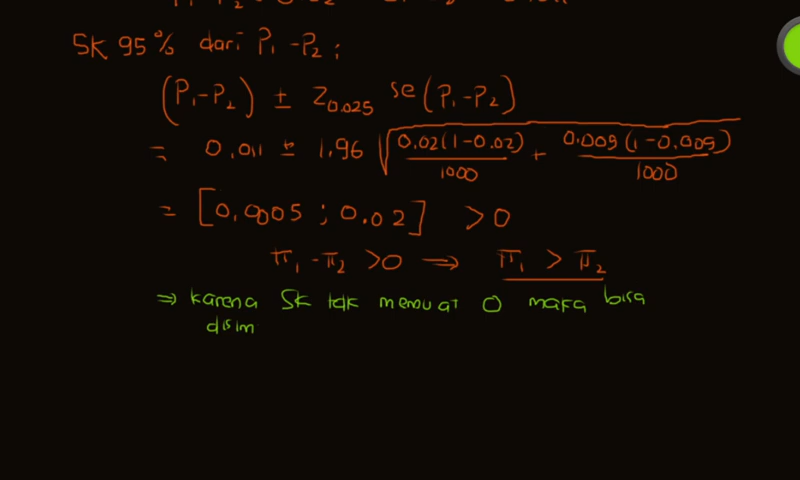 SK 95% dari P₁-P₂ ;
(P₁-P₂) ± Z₀.₀₂₅ se(P₁-P₂)
= 0.011 ± 1.96 √(0.02(1-0.02)/1000 + 0.009(1-0.009)/1000)
= [0.0005 ; 0.02] >0
π₁-π₂ >0 → π₁ > π₂
⇒ karena SK tdk memuat 0 maka bisa
disim